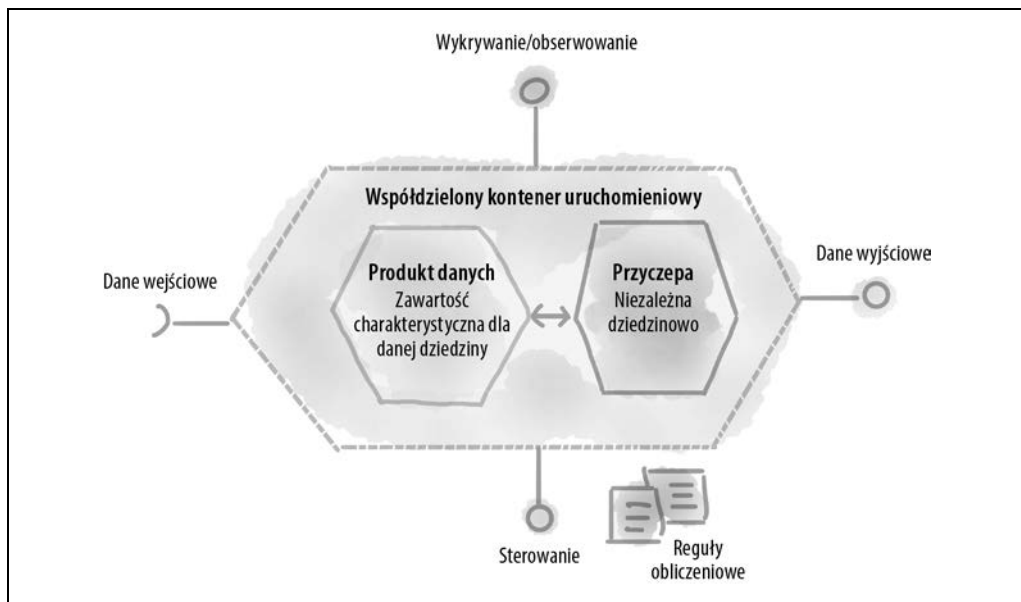 Wykrywanie/obserwowanie
Współdzielony kontener uruchomieniowy
Dane wejściowe
Produkt danych
Zawartość
charakterystyczna dla
danej dziedziny
Przyczepa
Niezależna
dziedzinowo
Dane wyjściowe
Sterowanie
Reguły
obliczeniowe